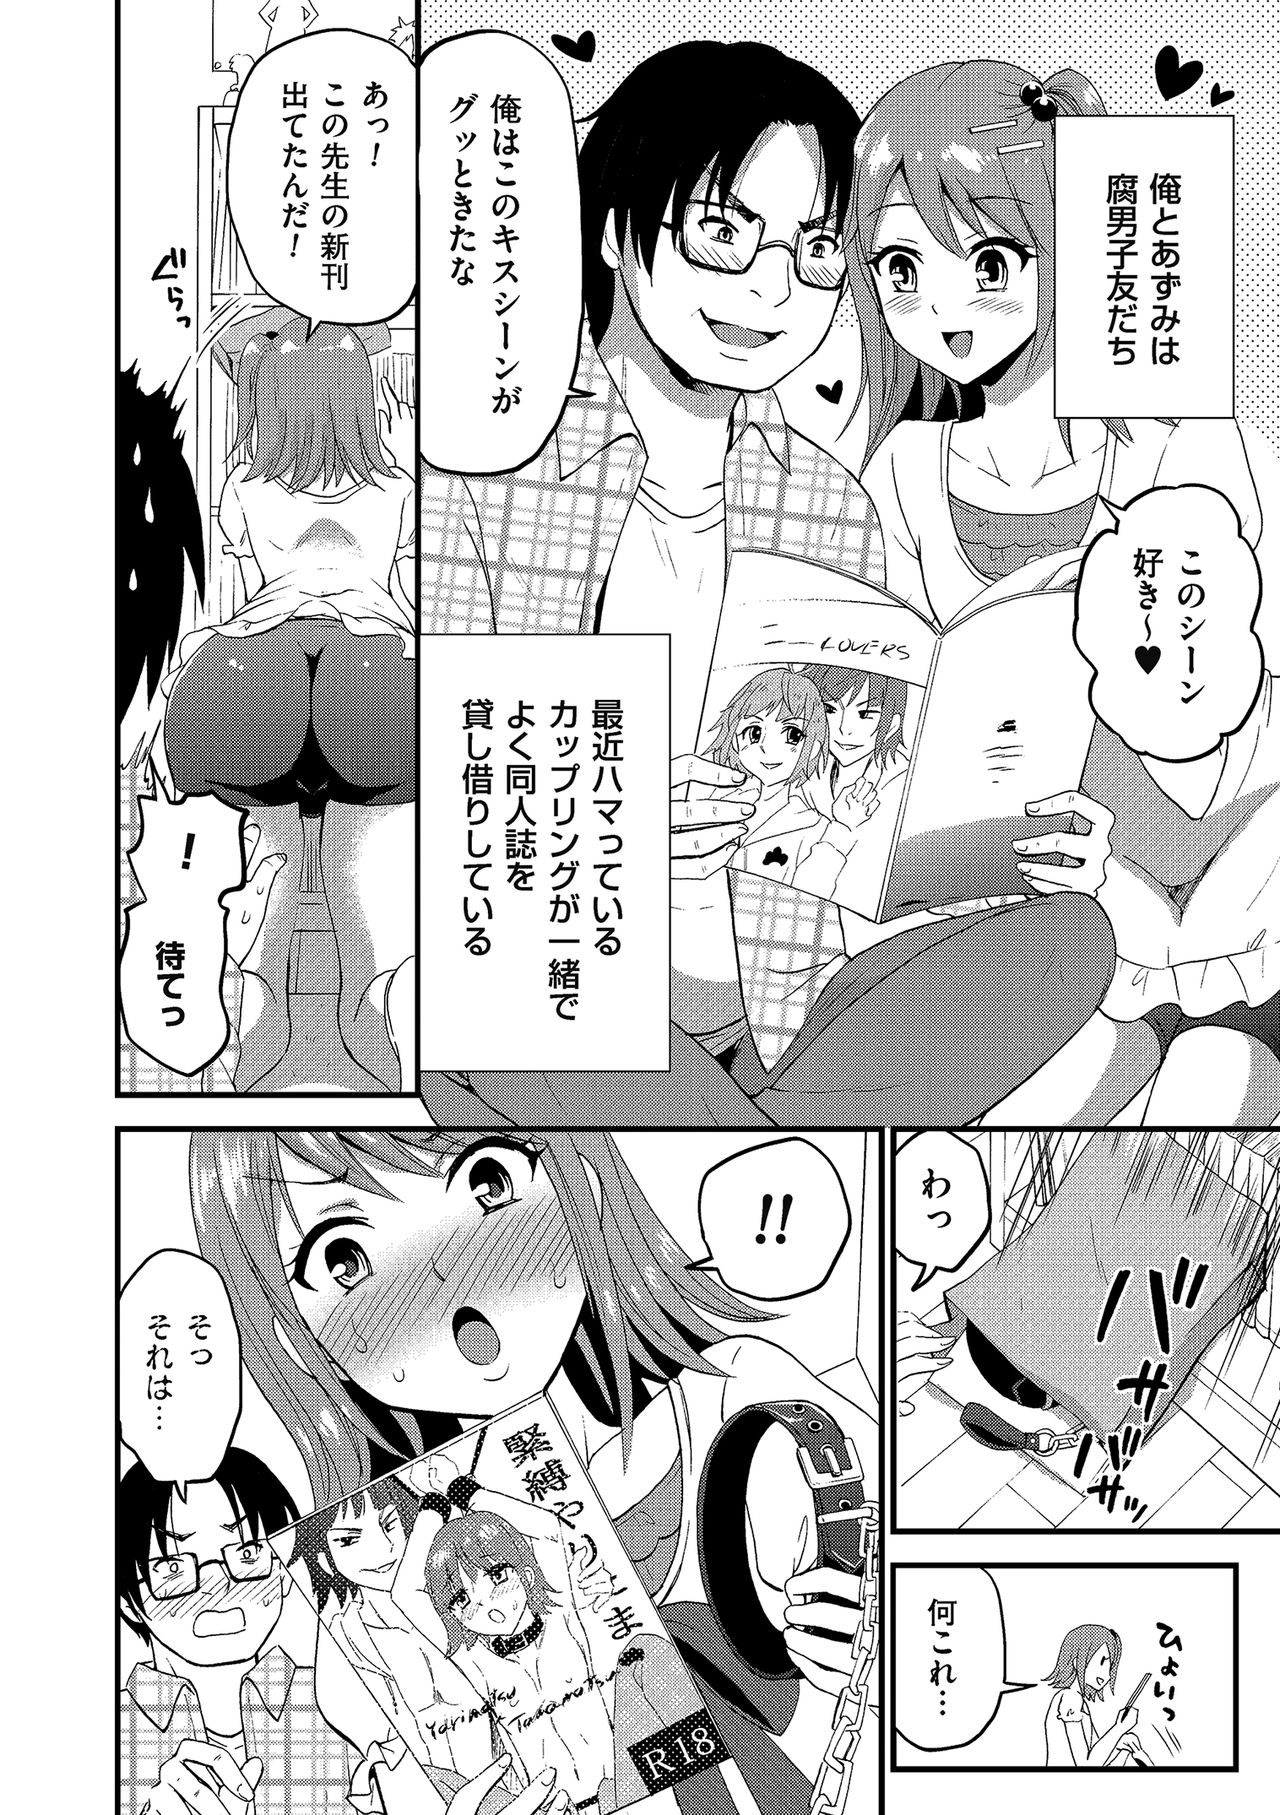 俺とあずみは
腐男子友だち
このシーン
好き〜♥
俺はこのキスシーンが
グッときたな
LOVERS
最近ハマっている
カップリングが一緒で
よく同人誌を
貸し借りしている
あっ!
この先生の新刊
出てたんだ!
ぐらっ
!
待てっ
わっ
バサバサッ
何これ…
ひょいっ
!!
緊縛や
ま
Yarimatsu
×
R18
そっ
それは…